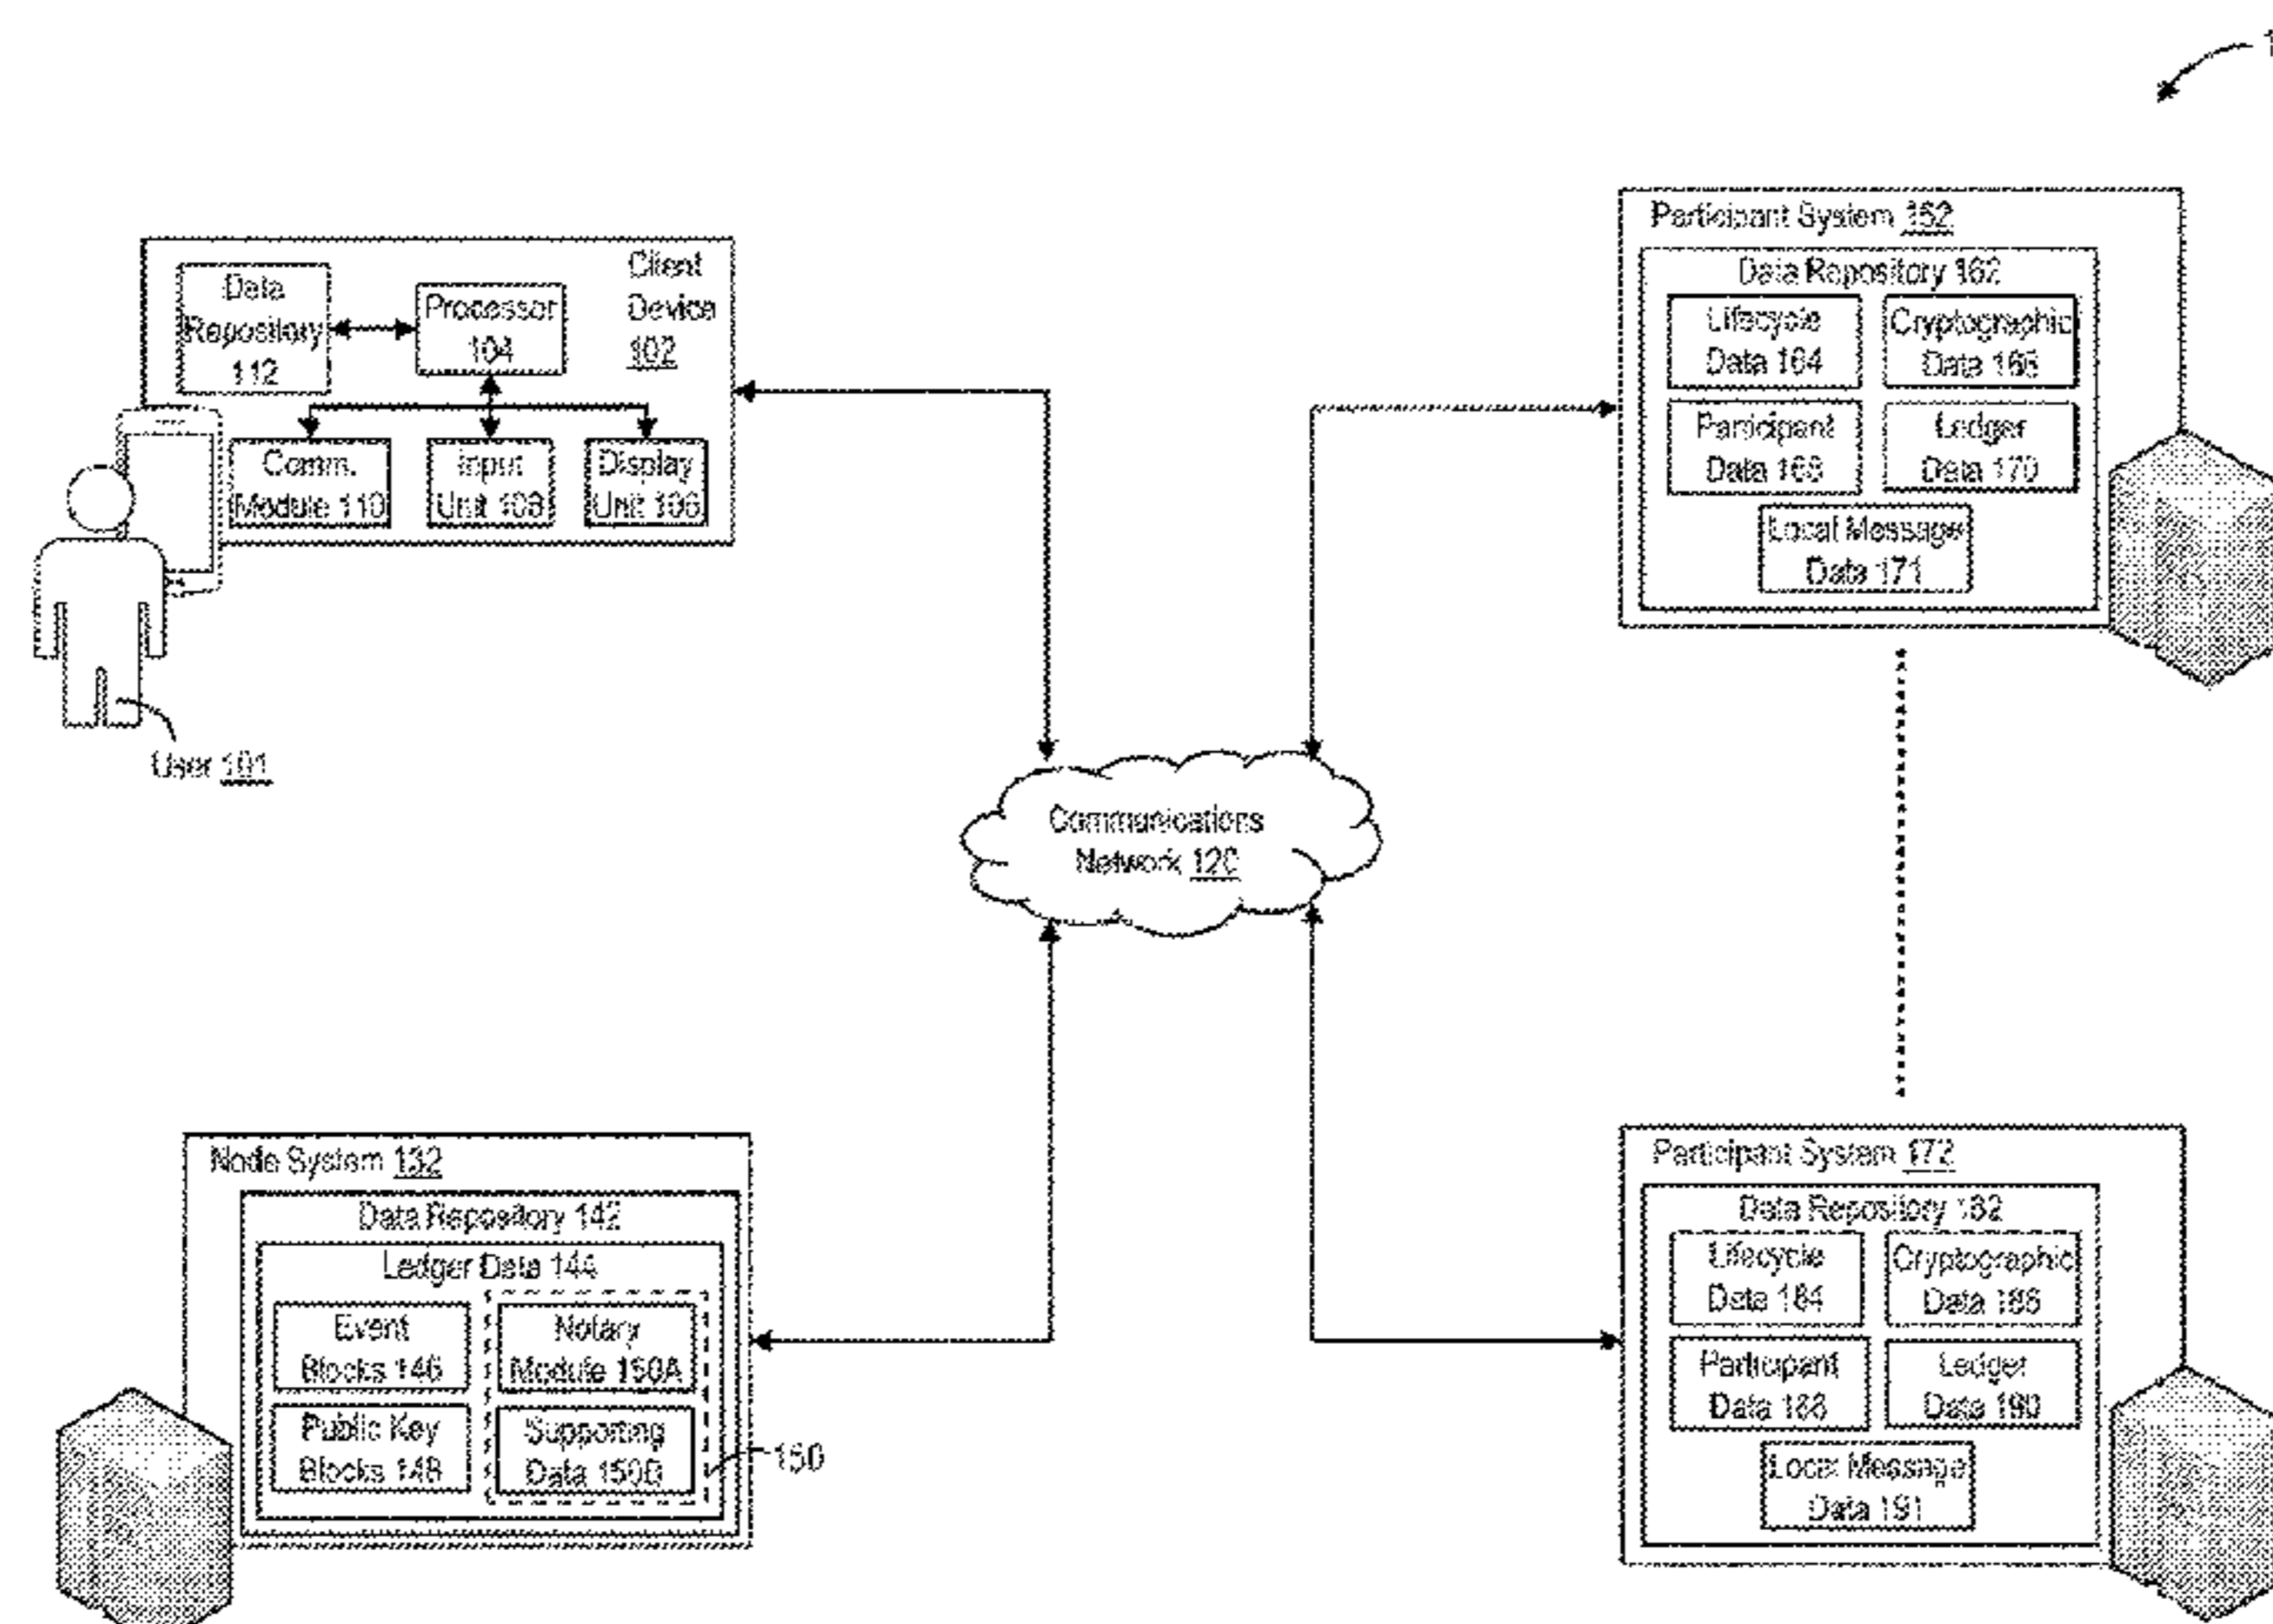 1
Client
Device
102
Data
Repository
112
Processor
104
Comm.
Module 110
Input
Unit 108
Display
Unit 106
User 101
Participant System 152
Data Repository 162
Lifecycle
Data 164
Cryptographic
Data 166
Participant
Data 168
Ledger
Data 170
Local Message
Data 171
Communications
Network 120
Node System 132
Data Repository 142
Ledger Data 144
Event
Blocks 146
Notary
Module 150A
Public Key
Blocks 148
Supporting
Data 150B
150
Participant System 172
Data Repository 182
Lifecycle
Data 184
Cryptographic
Data 186
Participant
Data 188
Ledger
Data 190
Local Message
Data 191